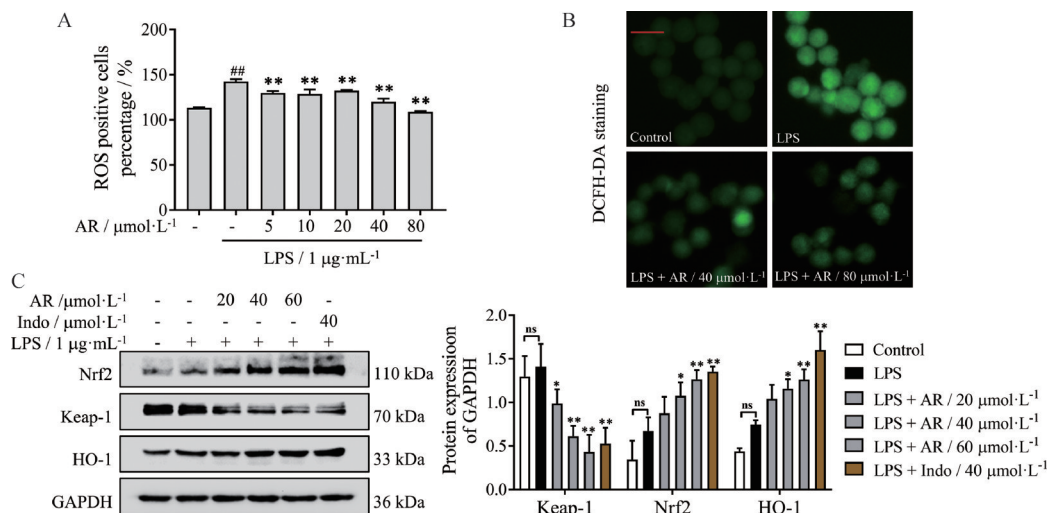 A
ROS positive cells
percentage / %
200
150
100
50
0
##
** ** ** ** **
AR / μmol·L-1 - - 5 10 20 40 80
LPS / 1 μg·mL-1
B
DCFH-DA staining
Control
LPS
LPS + AR / 40 μmol·L-1
LPS + AR / 80 μmol·L-1
C
AR /μmol·L-1 - - 20 40 60 -
Indo / μmol·L-1 - - - - - 40
LPS / 1 μg·mL-1 - + + + + +
Nrf2 110 kDa
Keap-1 70 kDa
HO-1 33 kDa
GAPDH 36 kDa
Protein expressioon
of GAPDH
2.0
1.5
1.0
0.5
0.0
ns * ** ** **
ns * ** **
ns * ** **
Keap-1 Nrf2 HO-1
Control
LPS
LPS + AR / 20 μmol·L-1
LPS + AR / 40 μmol·L-1
LPS + AR / 60 μmol·L-1
LPS + Indo / 40 μmol·L-1